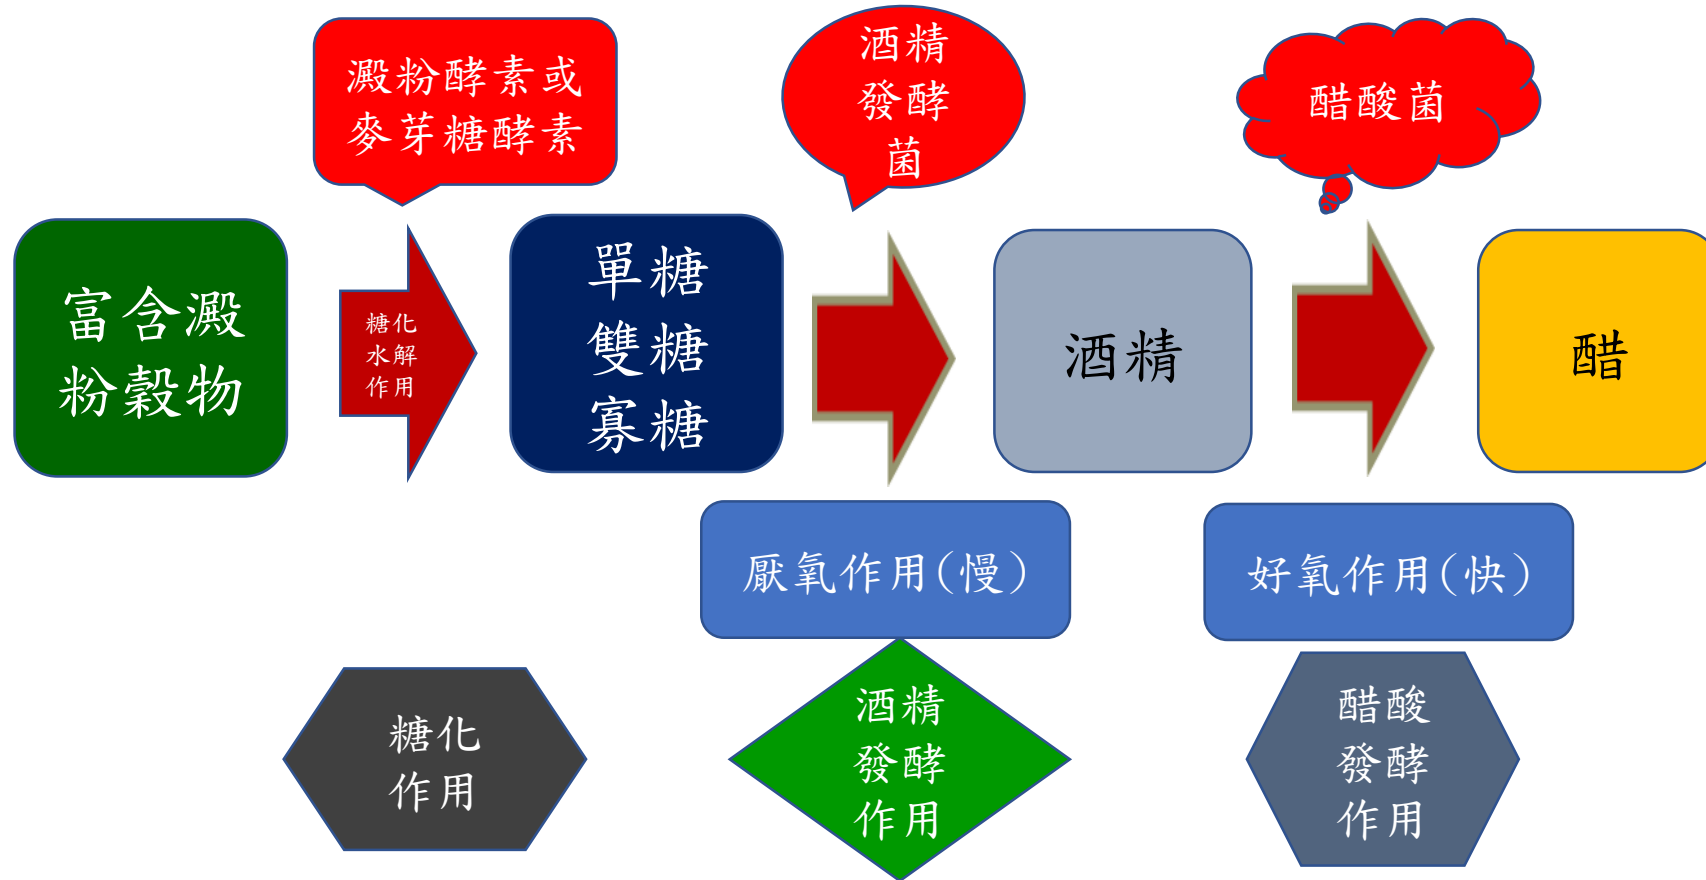 澱粉酵素或
麥芽糖酵素
酒精
發酵
菌
醋酸菌
富含澱
粉穀物
糖化
水解
作用
單糖
雙糖
寡糖
酒精
醋
厭氧作用(慢)
好氧作用(快)
糖化
作用
酒精
發酵
作用
醋酸
發酵
作用